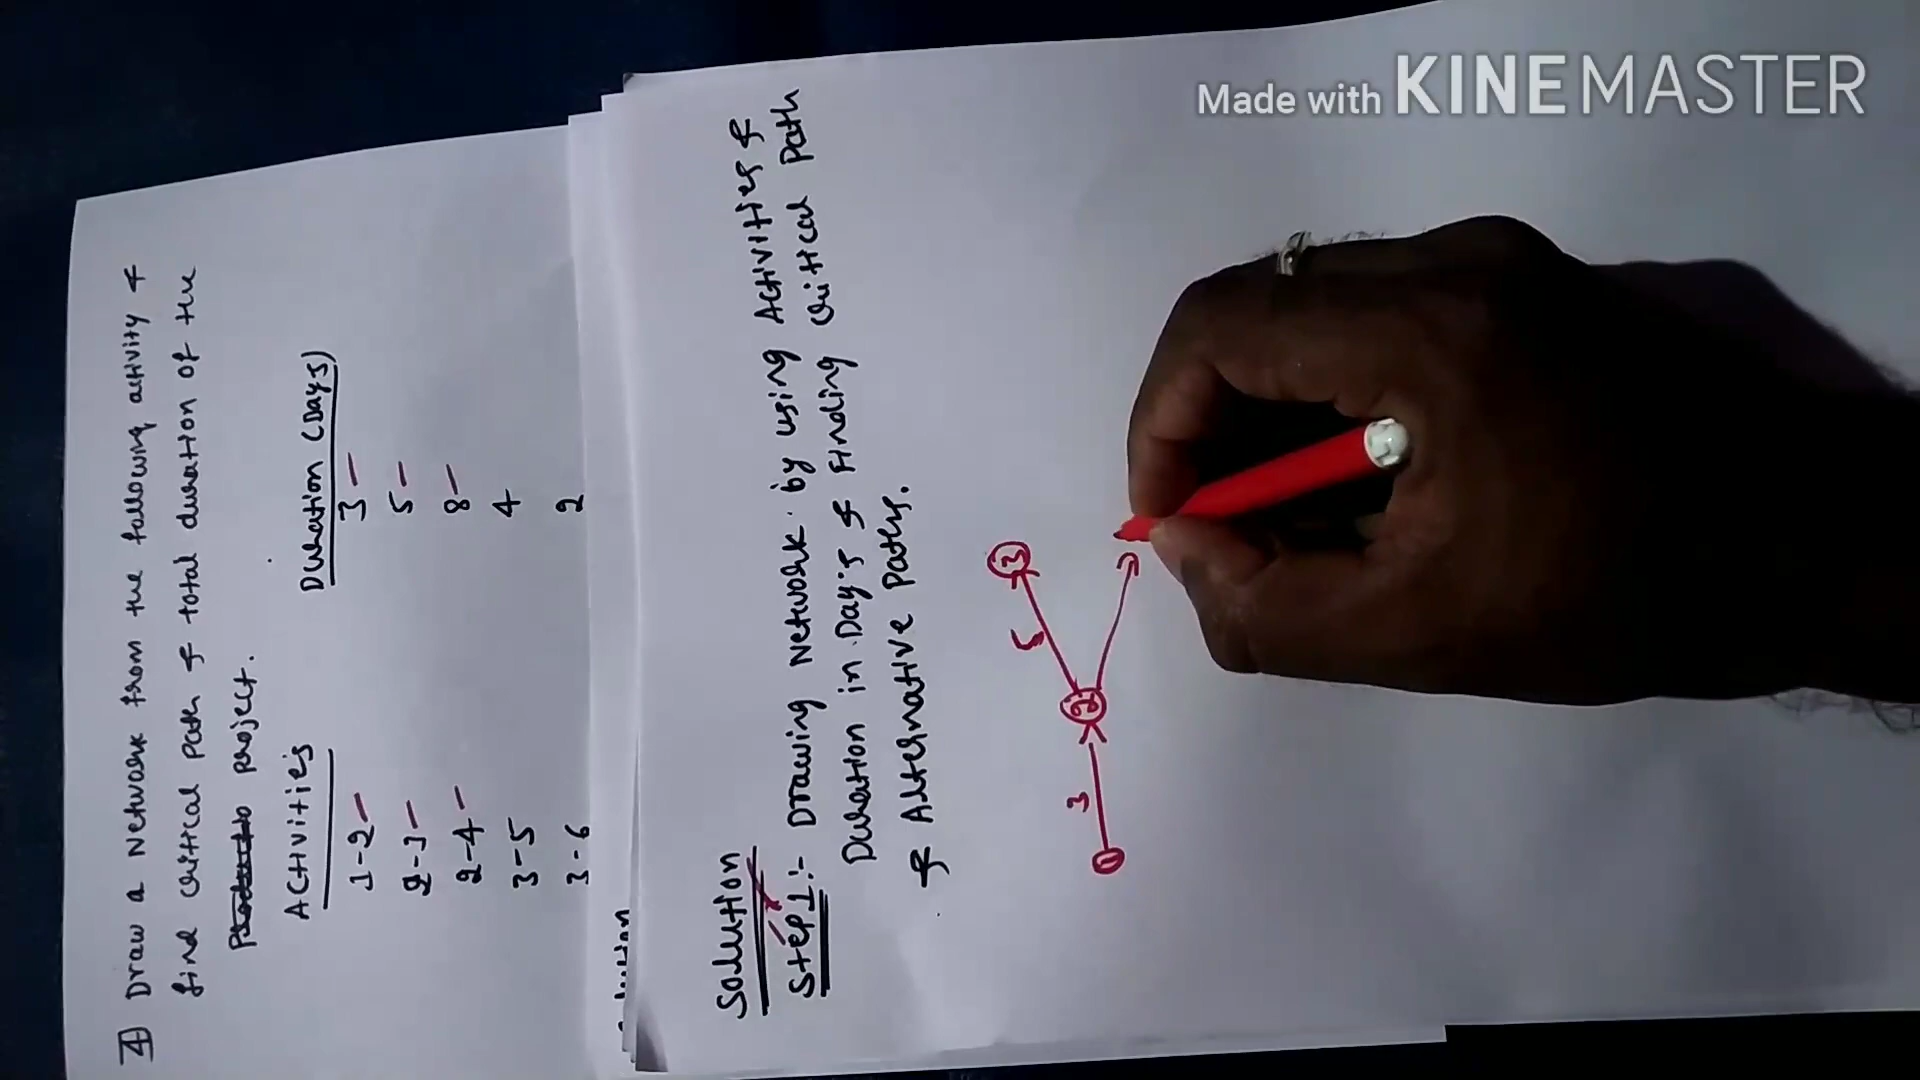 Made with KINEMASTER
4 Draw a Network from the following activity &
find critical path & total duration of the
project.
Activities Duration (Days)
1-2 3
2-3 5
2-4 8
3-5 4
3-6 2
Solution
Step 1:- Drawing Network by using Activities &
Duration in Day's & Finding critical path
& Alternative Paths.
1 3 2 5 3